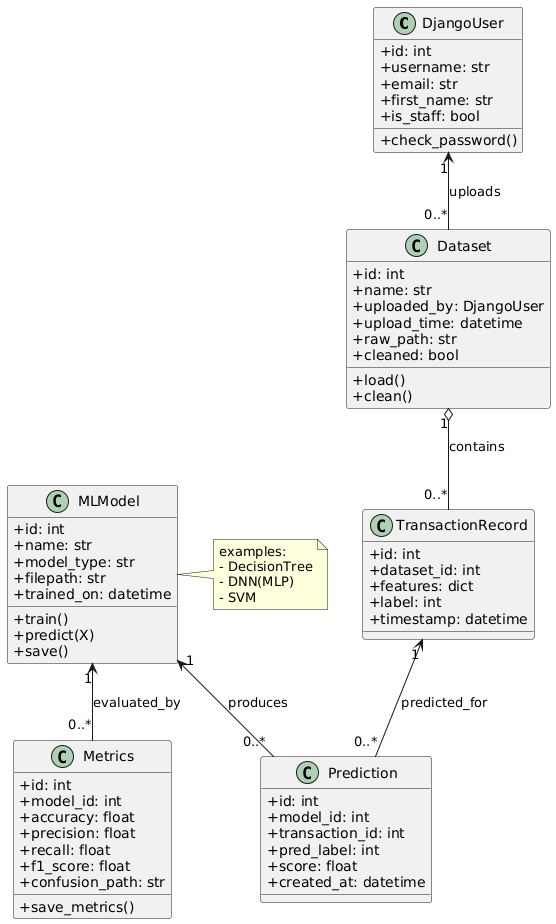 C DjangoUser
+id: int
+username: str
+email: str
+first_name: str
+is_staff: bool
+check_password()
1
uploads
0..*
C Dataset
+id: int
+name: str
+uploaded_by: DjangoUser
+upload_time: datetime
+raw_path: str
+cleaned: bool
+load()
+clean()
1
contains
0..*
C MLModel
+id: int
+name: str
+model_type: str
+filepath: str
+trained_on: datetime
+train()
+predict(X)
+save()
examples:
- DecisionTree
- DNN(MLP)
- SVM
C TransactionRecord
+id: int
+dataset_id: int
+features: dict
+label: int
+timestamp: datetime
1
evaluated_by
0..*
1
produces
0..*
1
predicted_for
0..*
C Metrics
+id: int
+model_id: int
+accuracy: float
+precision: float
+recall: float
+f1_score: float
+confusion_path: str
+save_metrics()
C Prediction
+id: int
+model_id: int
+transaction_id: int
+pred_label: int
+score: float
+created_at: datetime